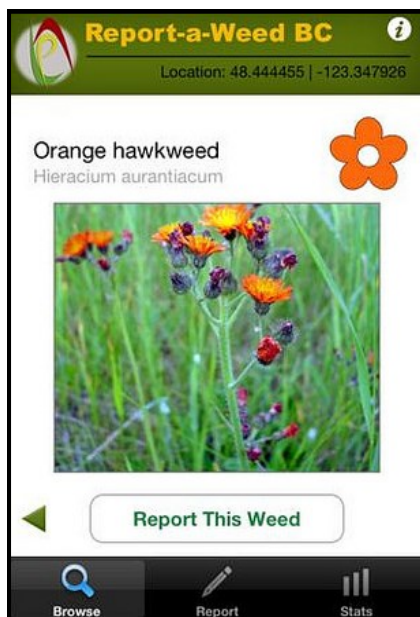 Report-a-Weed BC
Location: 48.444455 | -123.347926
Orange hawkweed
Hieracium aurantiacum
Report This Weed
Browse Report Stats